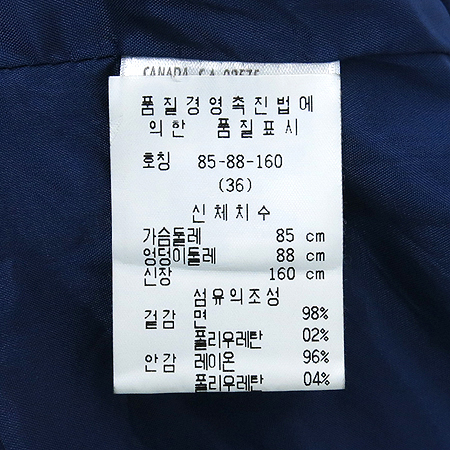 CANADA CA 02575
품질경영촉진법에
의한 품질표시
호칭 85-88-160
(36)
신체치수
가슴둘레 85 cm
엉덩이둘레 88 cm
신장 160 cm
섬유의조성
겉감 면 98%
폴리우레탄 02%
안감 레이온 96%
폴리우레탄 04%